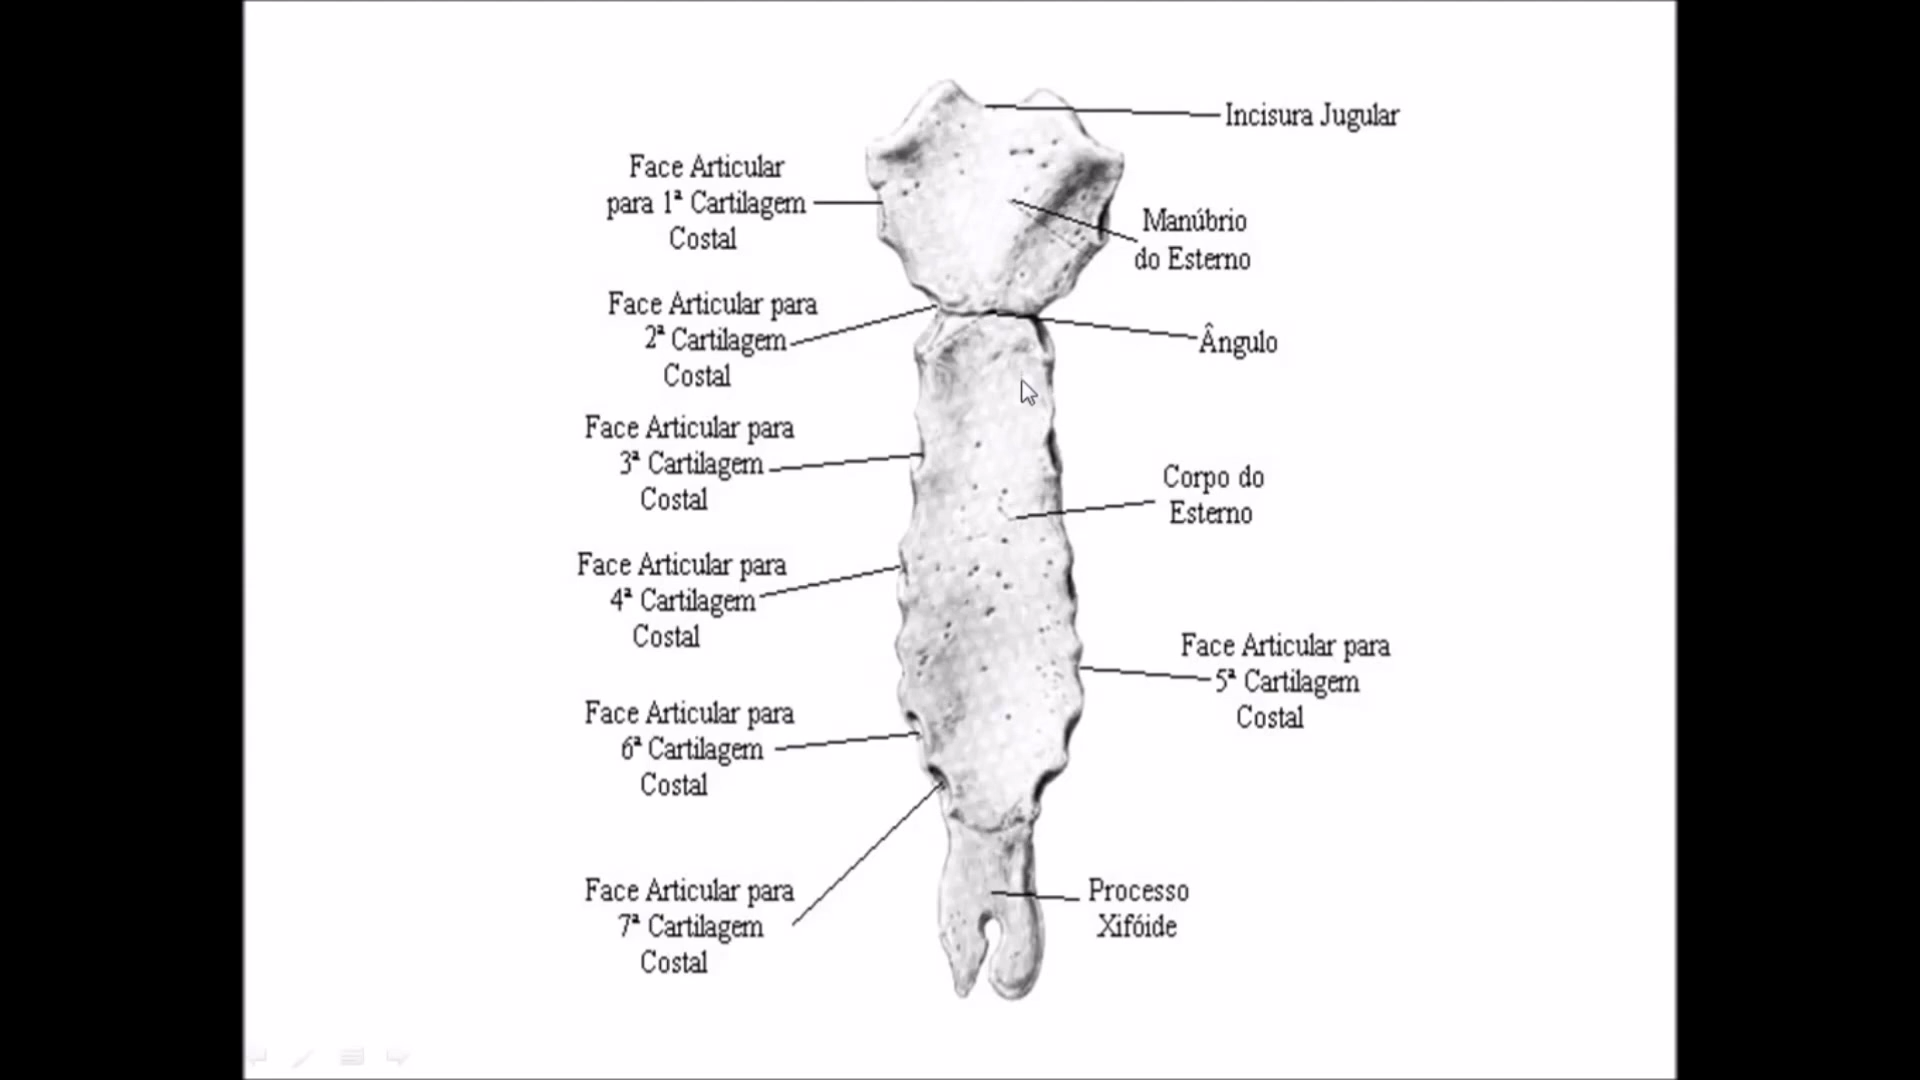 Incisura Jugular
Face Articular
para 1ª Cartilagem
Costal
Manúbrio
do Esterno
Face Articular para
2ª Cartilagem
Costal
Ângulo
Face Articular para
3ª Cartilagem
Costal
Corpo do
Esterno
Face Articular para
4ª Cartilagem
Costal
Face Articular para
5ª Cartilagem
Costal
Face Articular para
6ª Cartilagem
Costal
Face Articular para
7ª Cartilagem
Costal
Processo
Xifóide